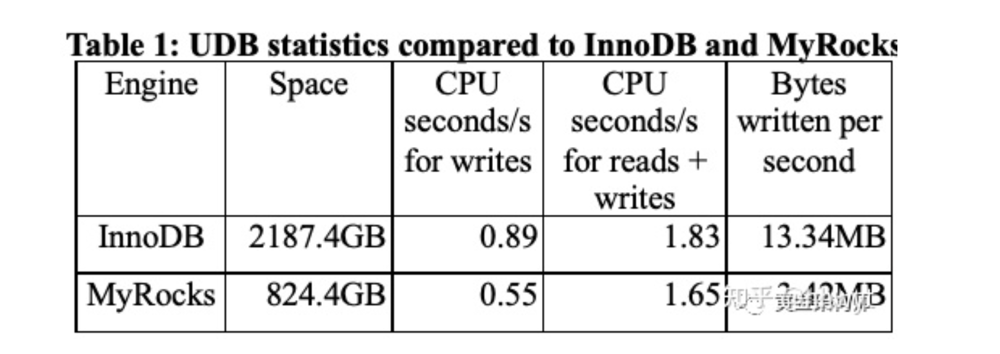 Table 1: UDB statistics compared to InnoDB and MyRocks
Engine
Space
CPU
seconds/s
for writes
CPU
seconds/s
for reads +
writes
Bytes
written per
second
InnoDB
2187.4GB
0.89
1.83
13.34MB
MyRocks
824.4GB
0.55
1.65
3.42MB
知乎